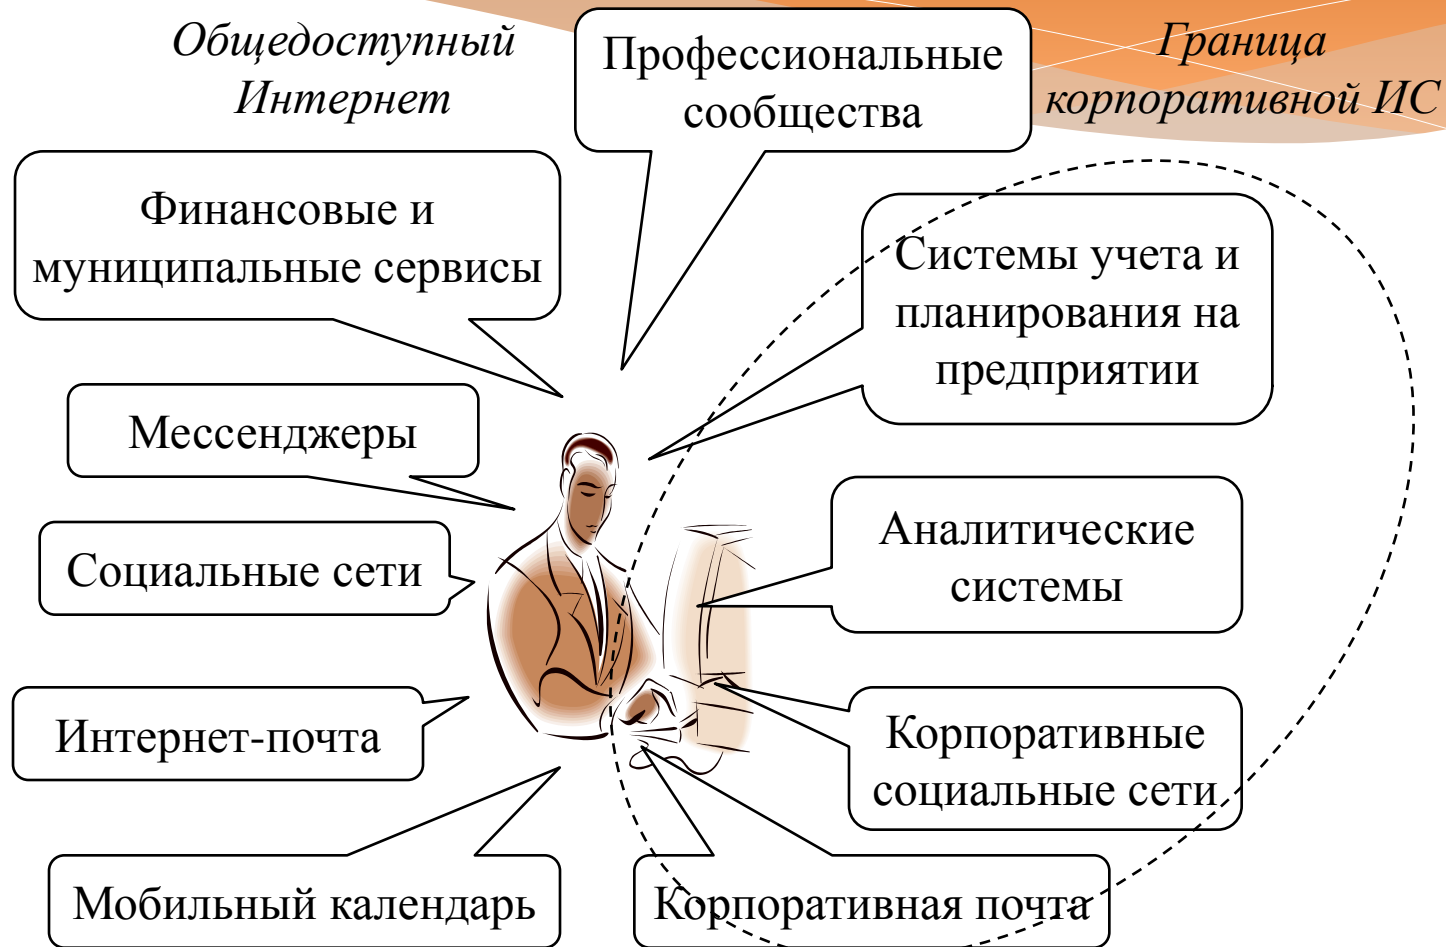 Общедоступный
Интернет
Профессиональные
сообщества
Граница
корпоративной ИС
Финансовые и
муниципальные сервисы
Системы учета и
планирования на
предприятии
Мессенджеры
Аналитические
системы
Социальные сети
Интернет-почта
Корпоративные
социальные сети
Мобильный календарь
Корпоративная почта